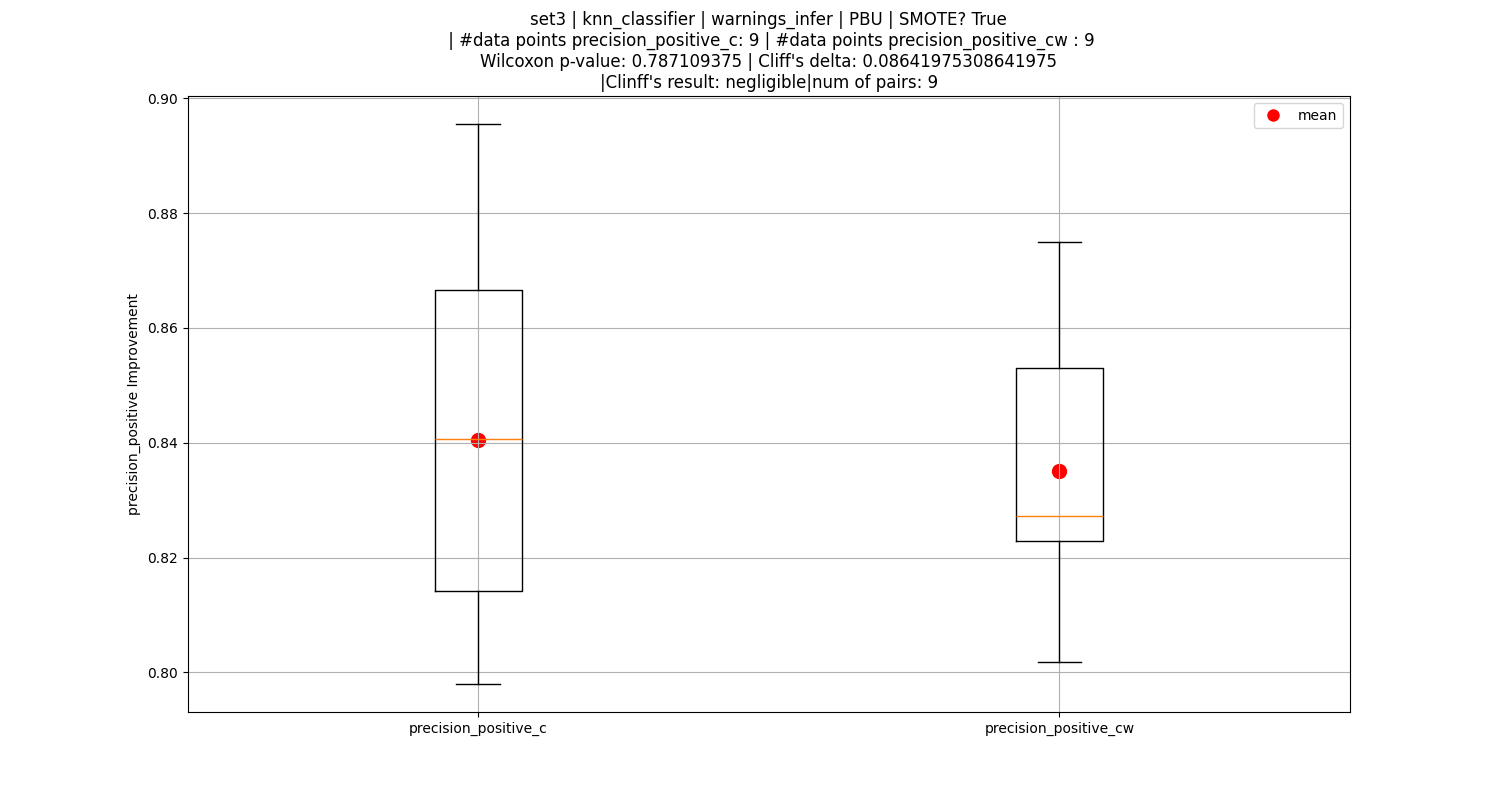 set3 | knn_classifier | warnings_infer | PBU | SMOTE? True
| #data points precision_positive_c: 9 | #data points precision_positive_cw : 9
Wilcoxon p-value: 0.787109375 | Cliff's delta: 0.08641975308641975
|Clinff's result: negligible|num of pairs: 9
mean
precision_positive Improvement
0.90
0.88
0.86
0.84
0.82
0.80
precision_positive_c
precision_positive_cw